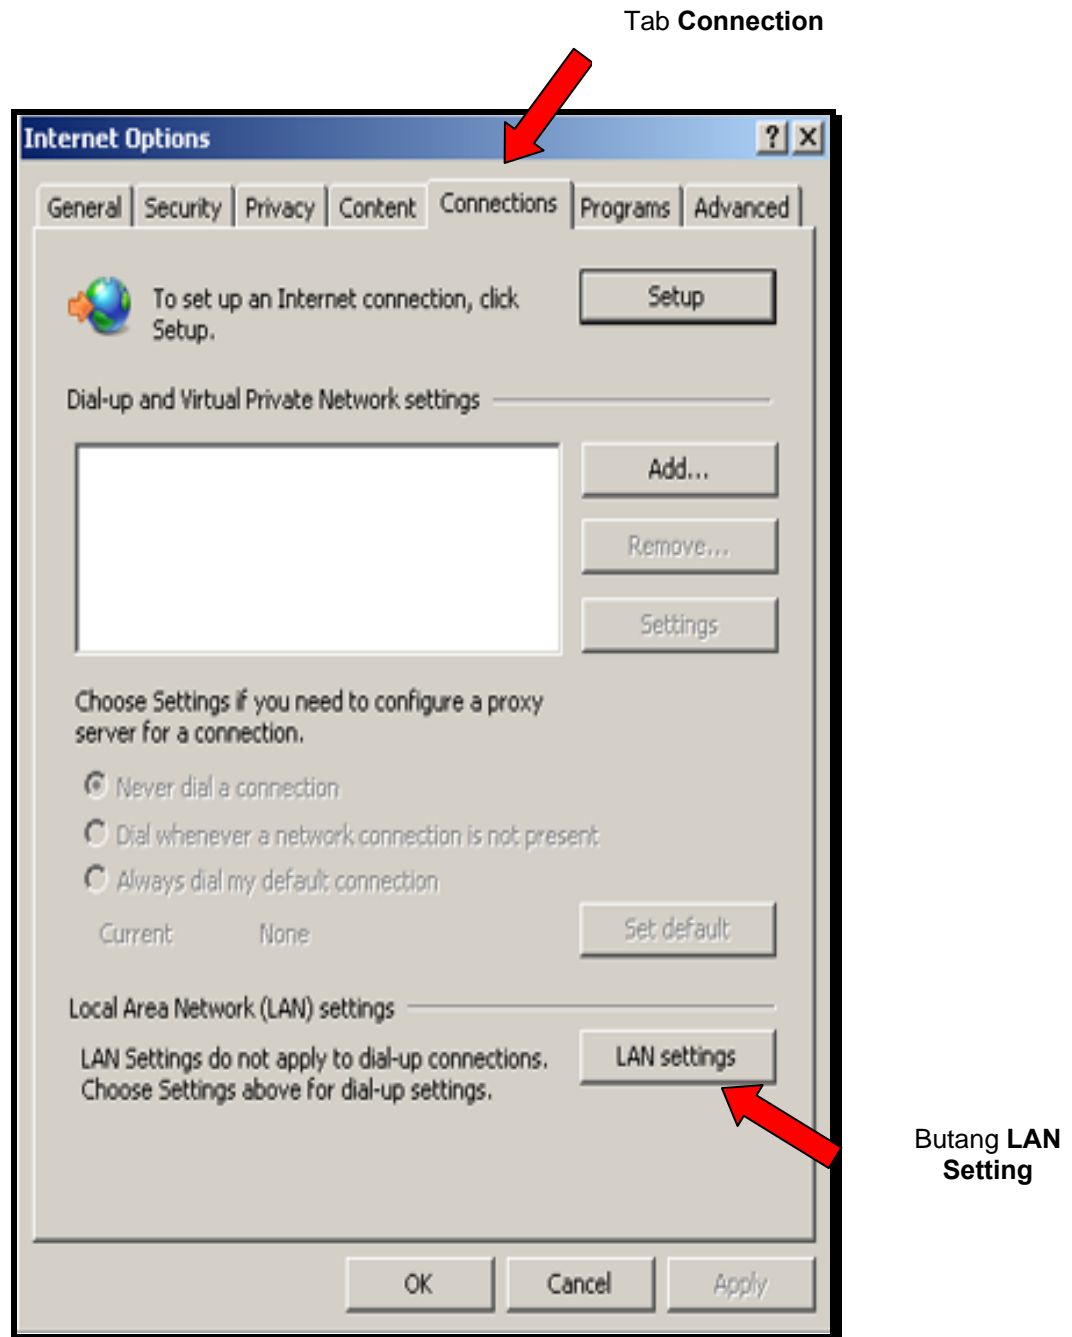 Tab Connection
Internet Options
General Security Privacy Content Connections Programs Advanced
To set up an Internet connection, click
Setup.
Setup
Dial-up and Virtual Private Network settings
Add...
Remove...
Settings
Choose Settings if you need to configure a proxy
server for a connection.
Never dial a connection
Dial whenever a network connection is not present
Always dial my default connection
Current None
Set default
Local Area Network (LAN) settings
LAN Settings do not apply to dial-up connections.
Choose Settings above for dial-up settings.
LAN settings
Butang LAN
Setting
OK Cancel Apply